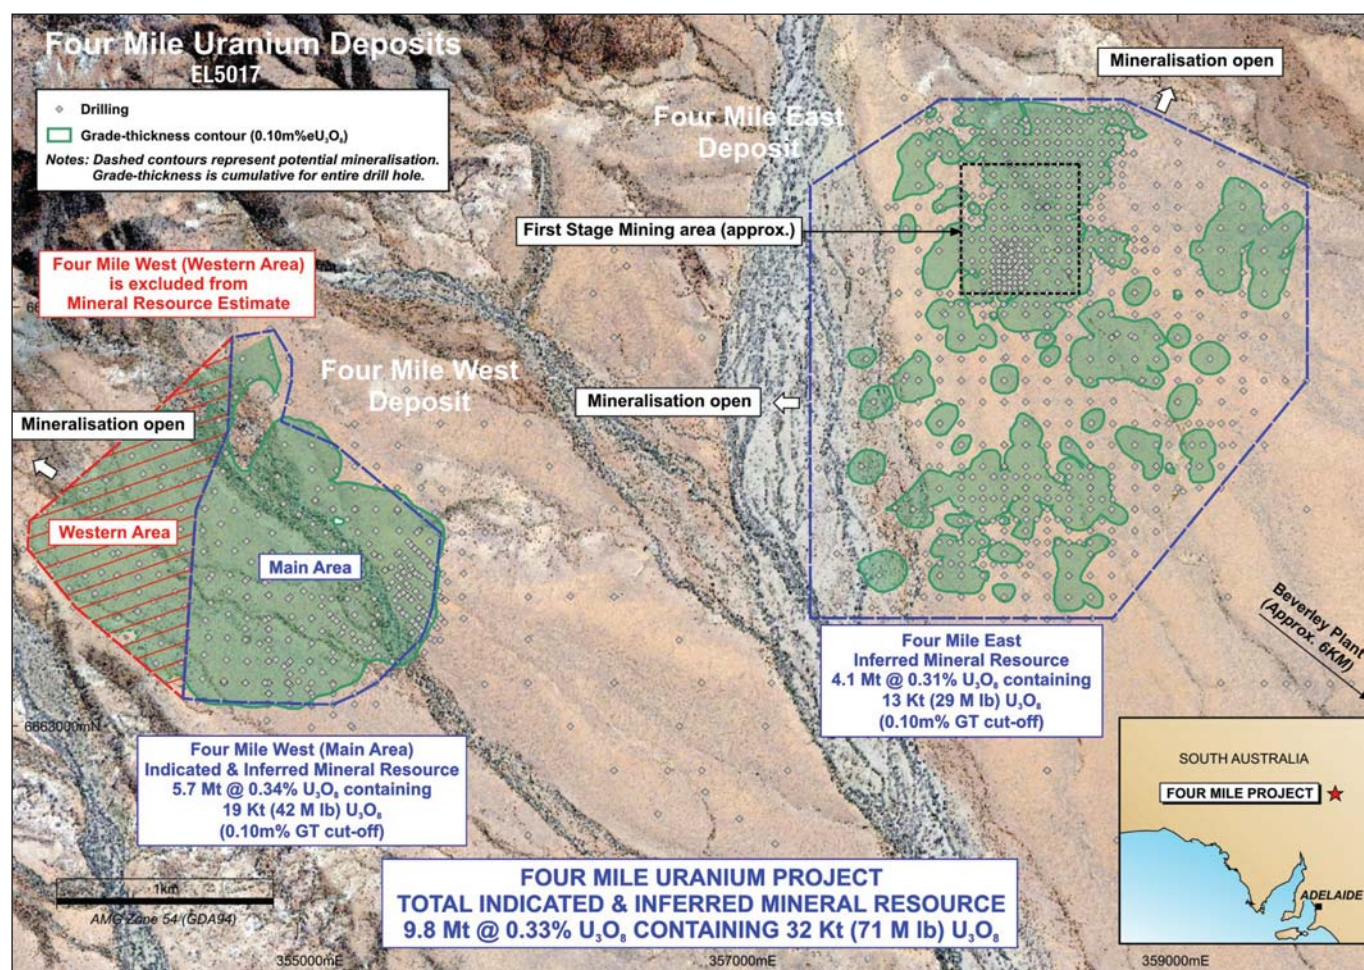 Four Mile Uranium Deposits
EL5017
Drilling
Grade-thickness contour (0.10m%eU₃O₈)
Notes: Dashed contours represent potential mineralisation.
Grade-thickness is cumulative for entire drill hole.
Four Mile East
Deposit
Mineralisation open
First Stage Mining area (approx.)
Four Mile West (Western Area)
is excluded from
Mineral Resource Estimate
Four Mile West
Deposit
Mineralisation open
Mineralisation open
Western Area
Main Area
Four Mile East
Inferred Mineral Resource
4.1 Mt @ 0.31% U₃O₈ containing
13 Kt (29 M lb) U₃O₈
(0.10m% GT cut-off)
Beverley Plant
(Approx. 6KM)
6663000mN
Four Mile West (Main Area)
Indicated & Inferred Mineral Resource
5.7 Mt @ 0.34% U₃O₈ containing
19 Kt (42 M lb) U₃O₈
(0.10m% GT cut-off)
SOUTH AUSTRALIA
FOUR MILE PROJECT
ADELAIDE
1km
AMG Zone 54 (GDA94)
FOUR MILE URANIUM PROJECT
TOTAL INDICATED & INFERRED MINERAL RESOURCE
9.8 Mt @ 0.33% U₃O₈ CONTAINING 32 Kt (71 M lb) U₃O₈
355000mE
357000mE
359000mE